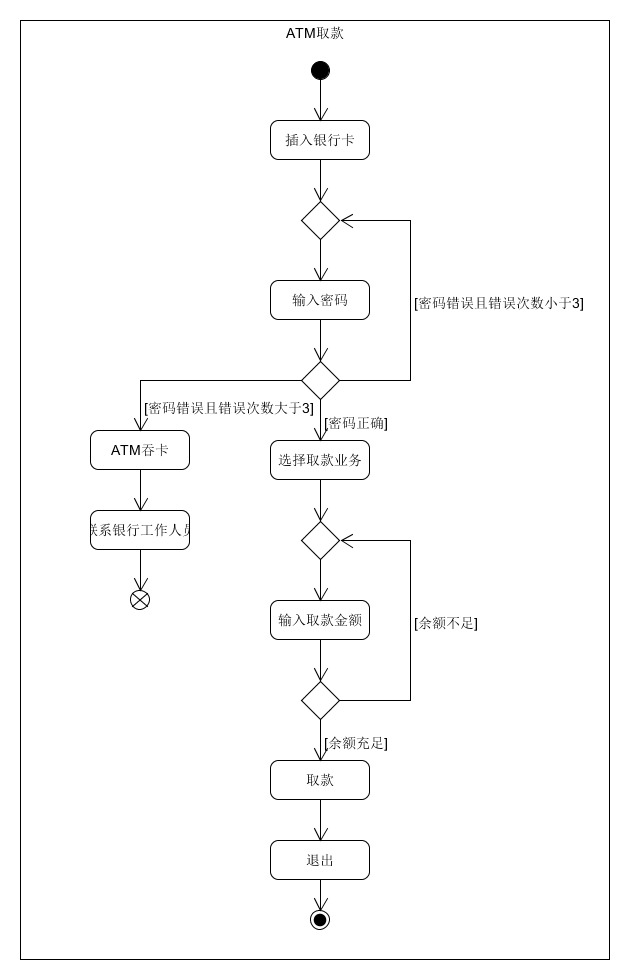 ATM取款
插入银行卡
输入密码
[密码错误且错误次数小于3]
[密码错误且错误次数大于3]
[密码正确]
ATM吞卡
选择取款业务
联系银行工作人员
输入取款金额
[余额不足]
[余额充足]
取款
退出